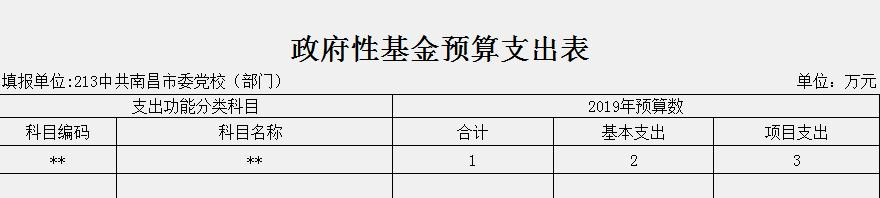 政府性基金预算支出表
填报单位:213中共南昌市委党校（部门） 单位：万元
支出功能分类科目 2019年预算数
科目编码 科目名称 合计 基本支出 项目支出
** ** 1 2 3